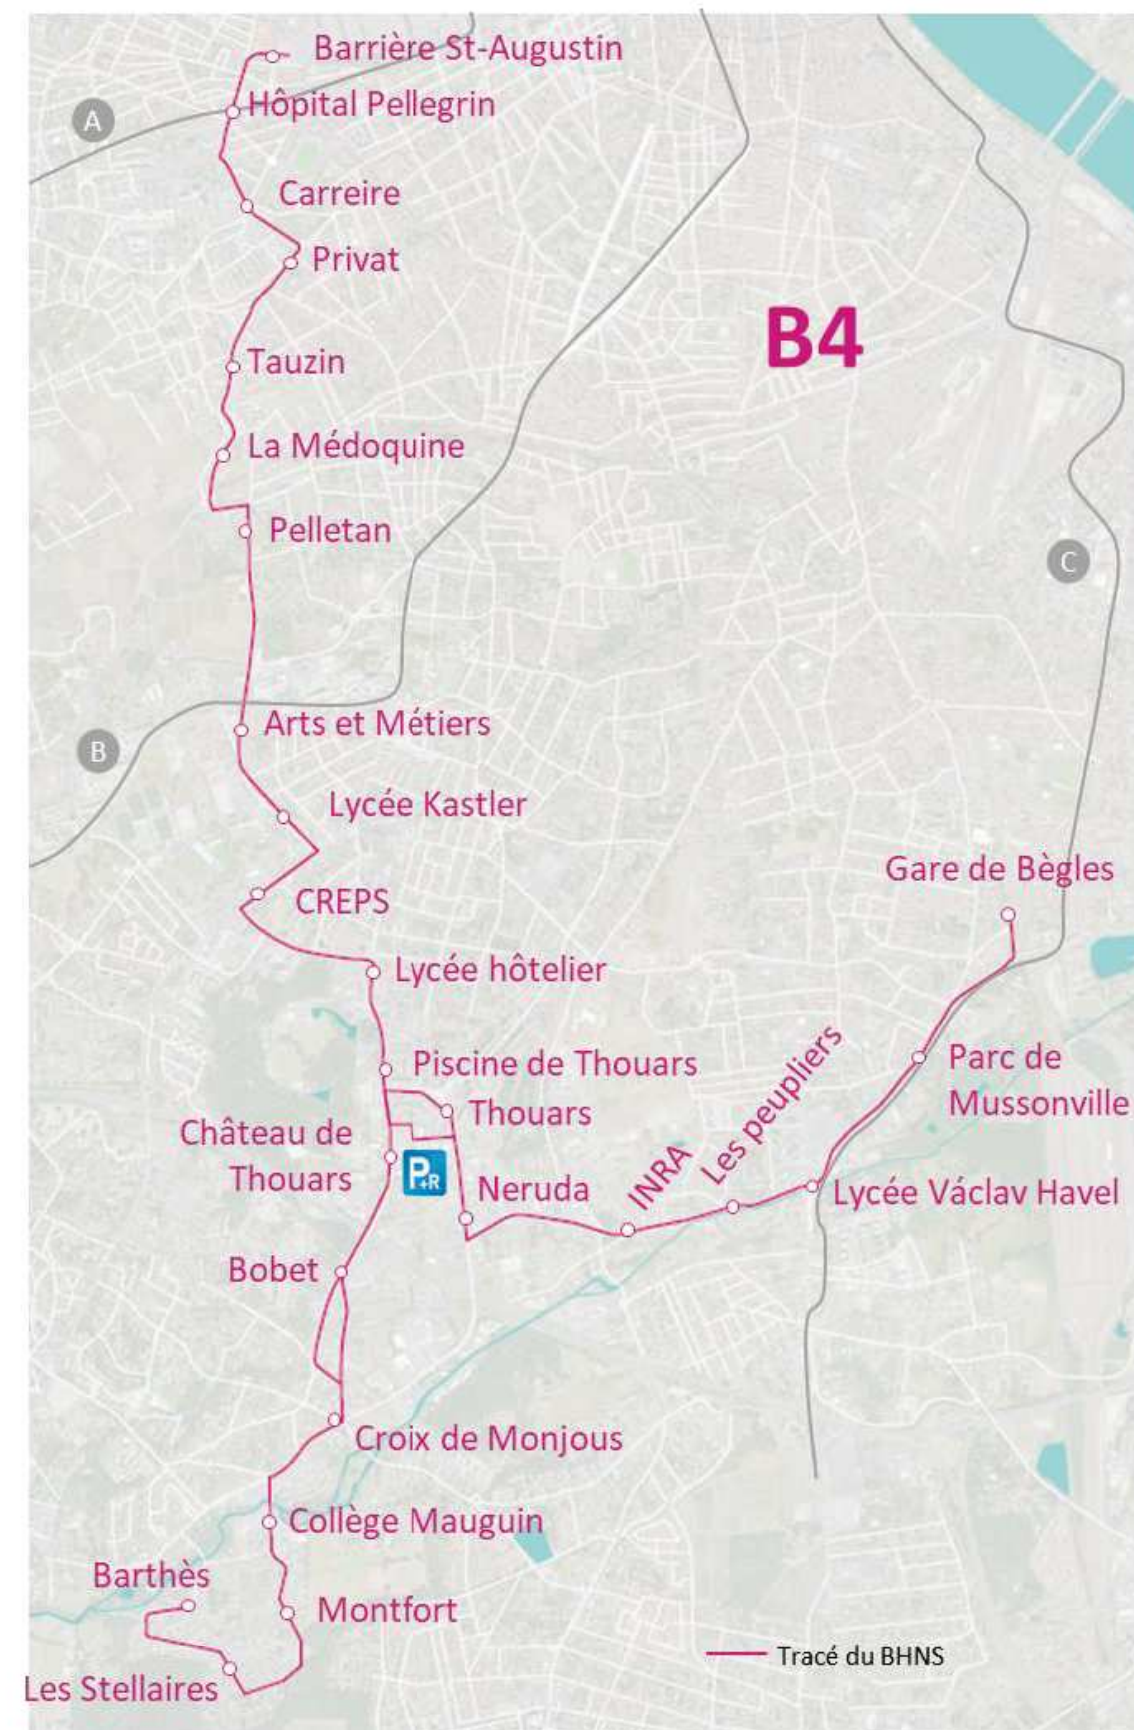 Barrière St-Augustin
Hôpital Pellegrin
A
Carreire
Privat
B4
Tauzin
La Médoquine
Pelletan
C
Arts et Métiers
B
Lycée Kastler
Gare de Bègles
CREPS
Lycée hôtelier
Piscine de Thouars
Parc de
Mussonville
Thouars
Château de
Thouars
P+R
Neruda
INRA
Les peupliers
Lycée Václav Havel
Bobet
Croix de Monjous
Collège Mauguin
Barthès
Montfort
Tracé du BHNS
Les Stellaires